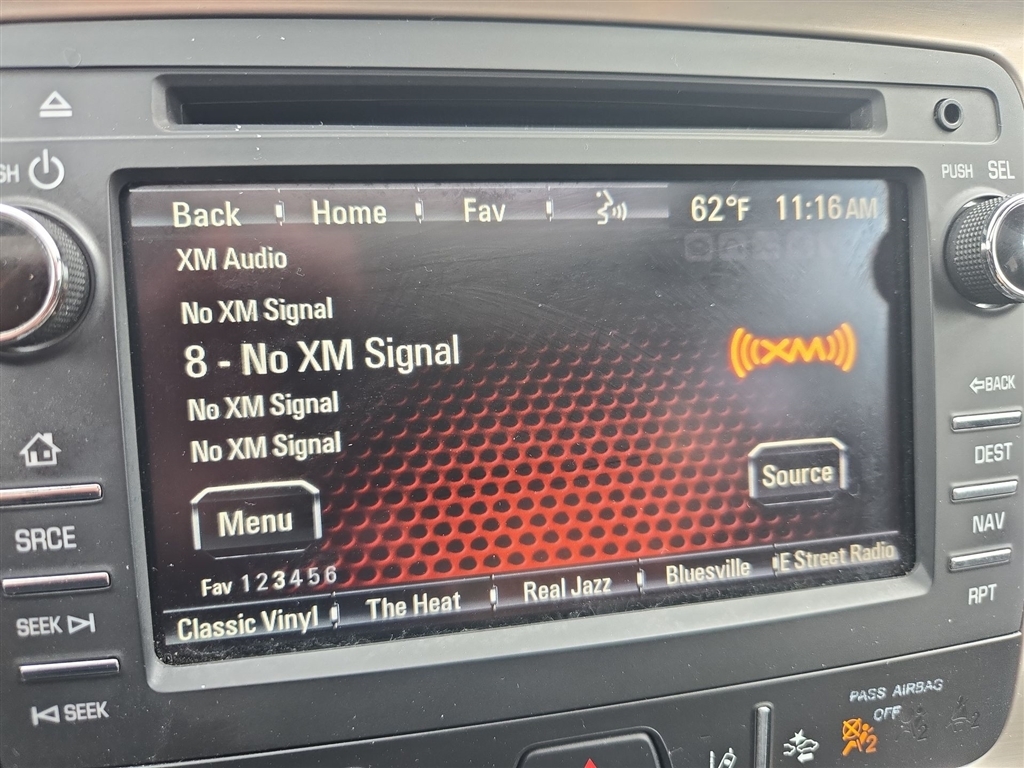 PUSH SEL
Back Home Fav 62°F 11:16 AM
XM Audio
No XM Signal
8 - No XM Signal
XM
No XM Signal
No XM Signal
Menu
Source
Fav 1 2 3 4 5 6
Classic Vinyl The Heat Real Jazz Bluesville E Street Radio
SRCE
SEEK
SEEK
BACK
DEST
NAV
RPT
PASS AIRBAG
OFF
2